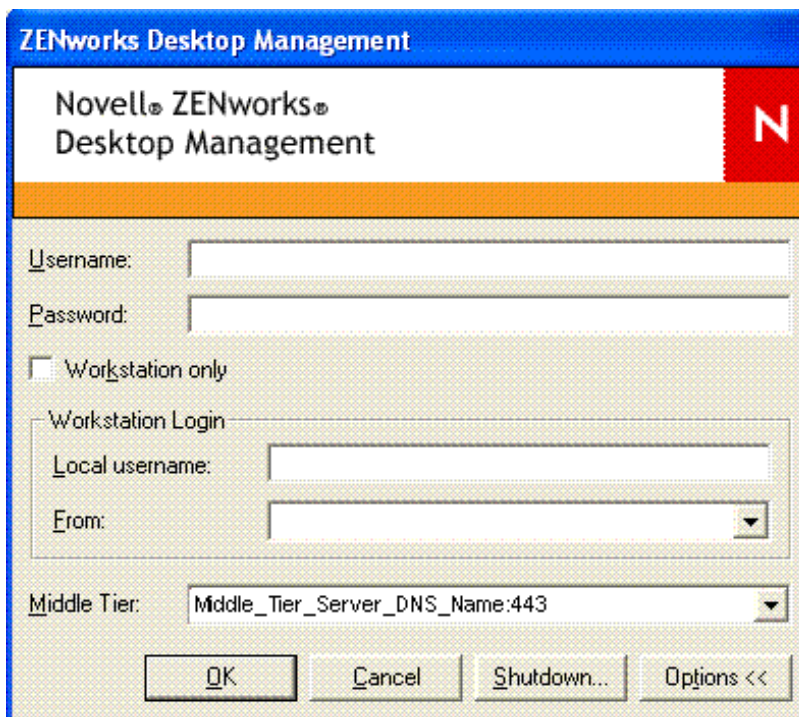 ZENworks Desktop Management
Novell® ZENworks®
Desktop Management
N
Username:
Password:
Workstation only
Workstation Login
Local username:
From:
Middle Tier: Middle_Tier_Server_DNS_Name:443
OK Cancel Shutdown... Options <<